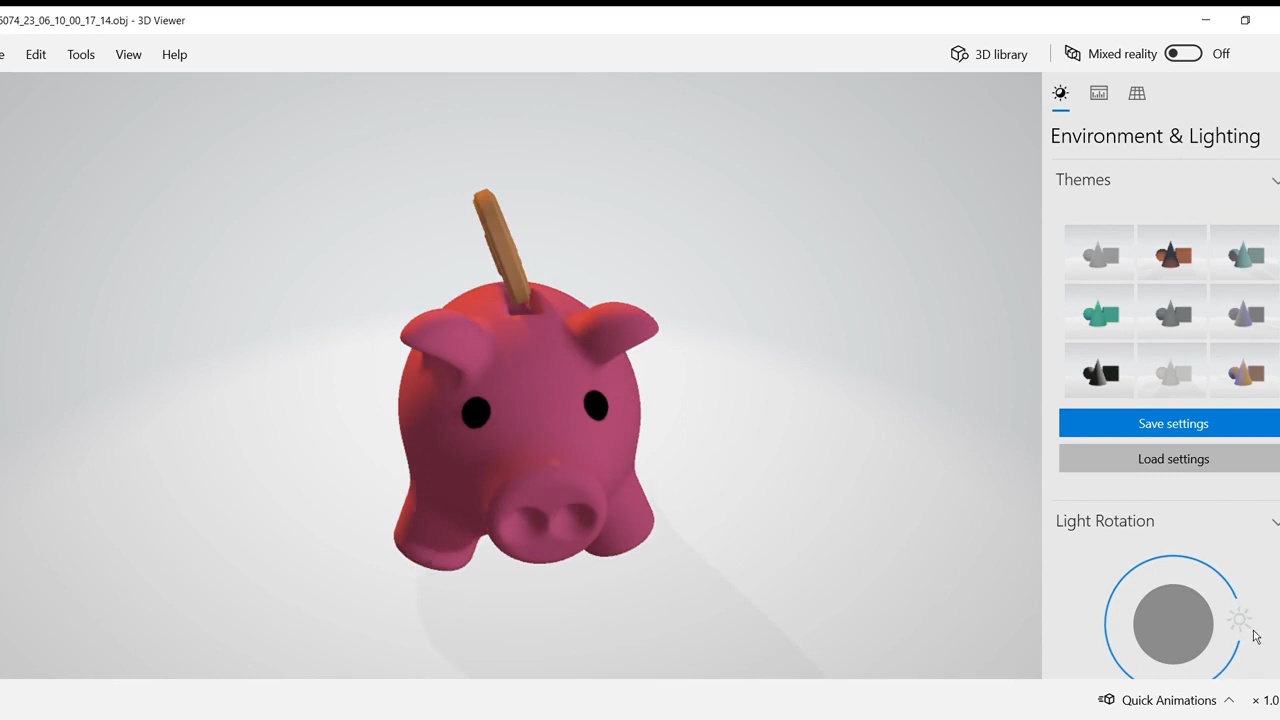 6074_23_06_10_00_17_14.obj - 3D Viewer
Edit Tools View Help 3D library Mixed reality Off
Environment & Lighting
Themes
Save settings
Load settings
Light Rotation
Quick Animations × 1.0